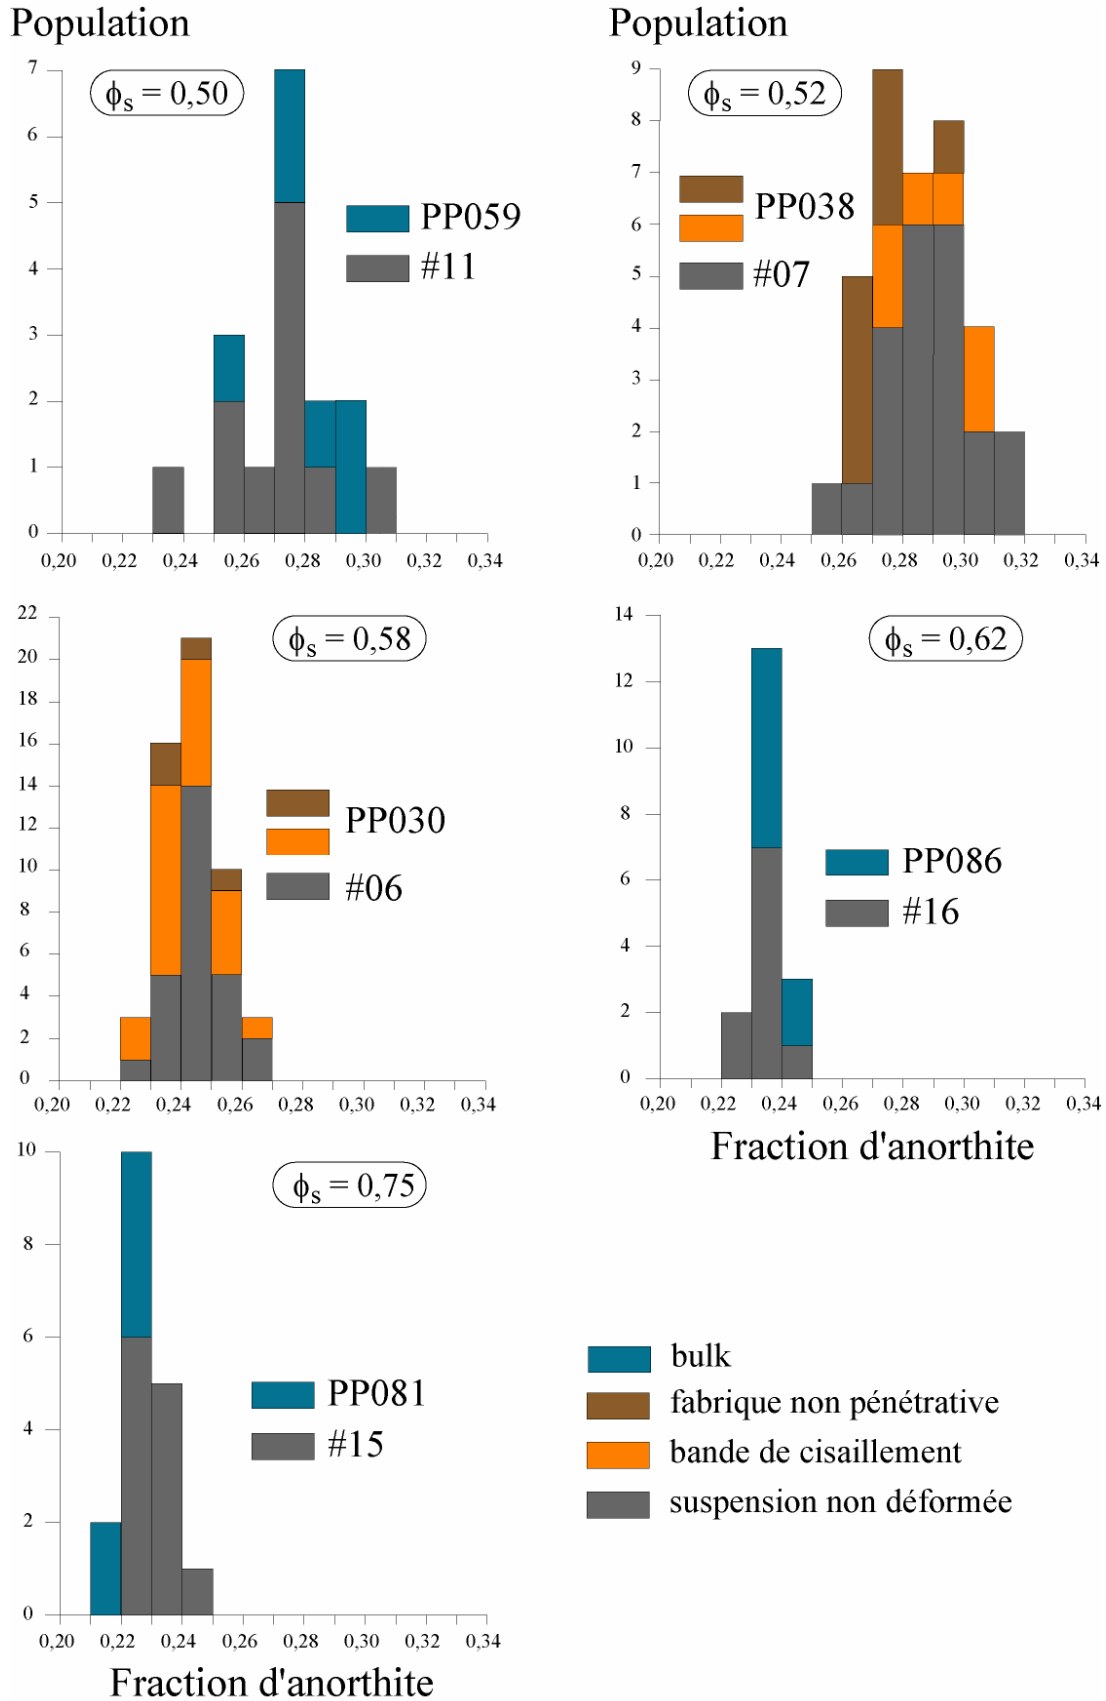 Population
7
6
5
4
3
2
1
0
ϕs = 0,50
PP059
#11
0,20 0,22 0,24 0,26 0,28 0,30 0,32 0,34
Population
9
8
7
6
5
4
3
2
1
0
ϕs = 0,52
PP038
#07
0,20 0,22 0,24 0,26 0,28 0,30 0,32 0,34
22
20
18
16
14
12
10
8
6
4
2
0
ϕs = 0,58
PP030
#06
0,20 0,22 0,24 0,26 0,28 0,30 0,32 0,34
14
12
10
8
6
4
2
0
ϕs = 0,62
PP086
#16
0,20 0,22 0,24 0,26 0,28 0,30 0,32 0,34
Fraction d'anorthite
10
8
6
4
2
0
ϕs = 0,75
PP081
#15
0,20 0,22 0,24 0,26 0,28 0,30 0,32 0,34
Fraction d'anorthite
bulk
fabrique non pénétrative
bande de cisaillement
suspension non déformée